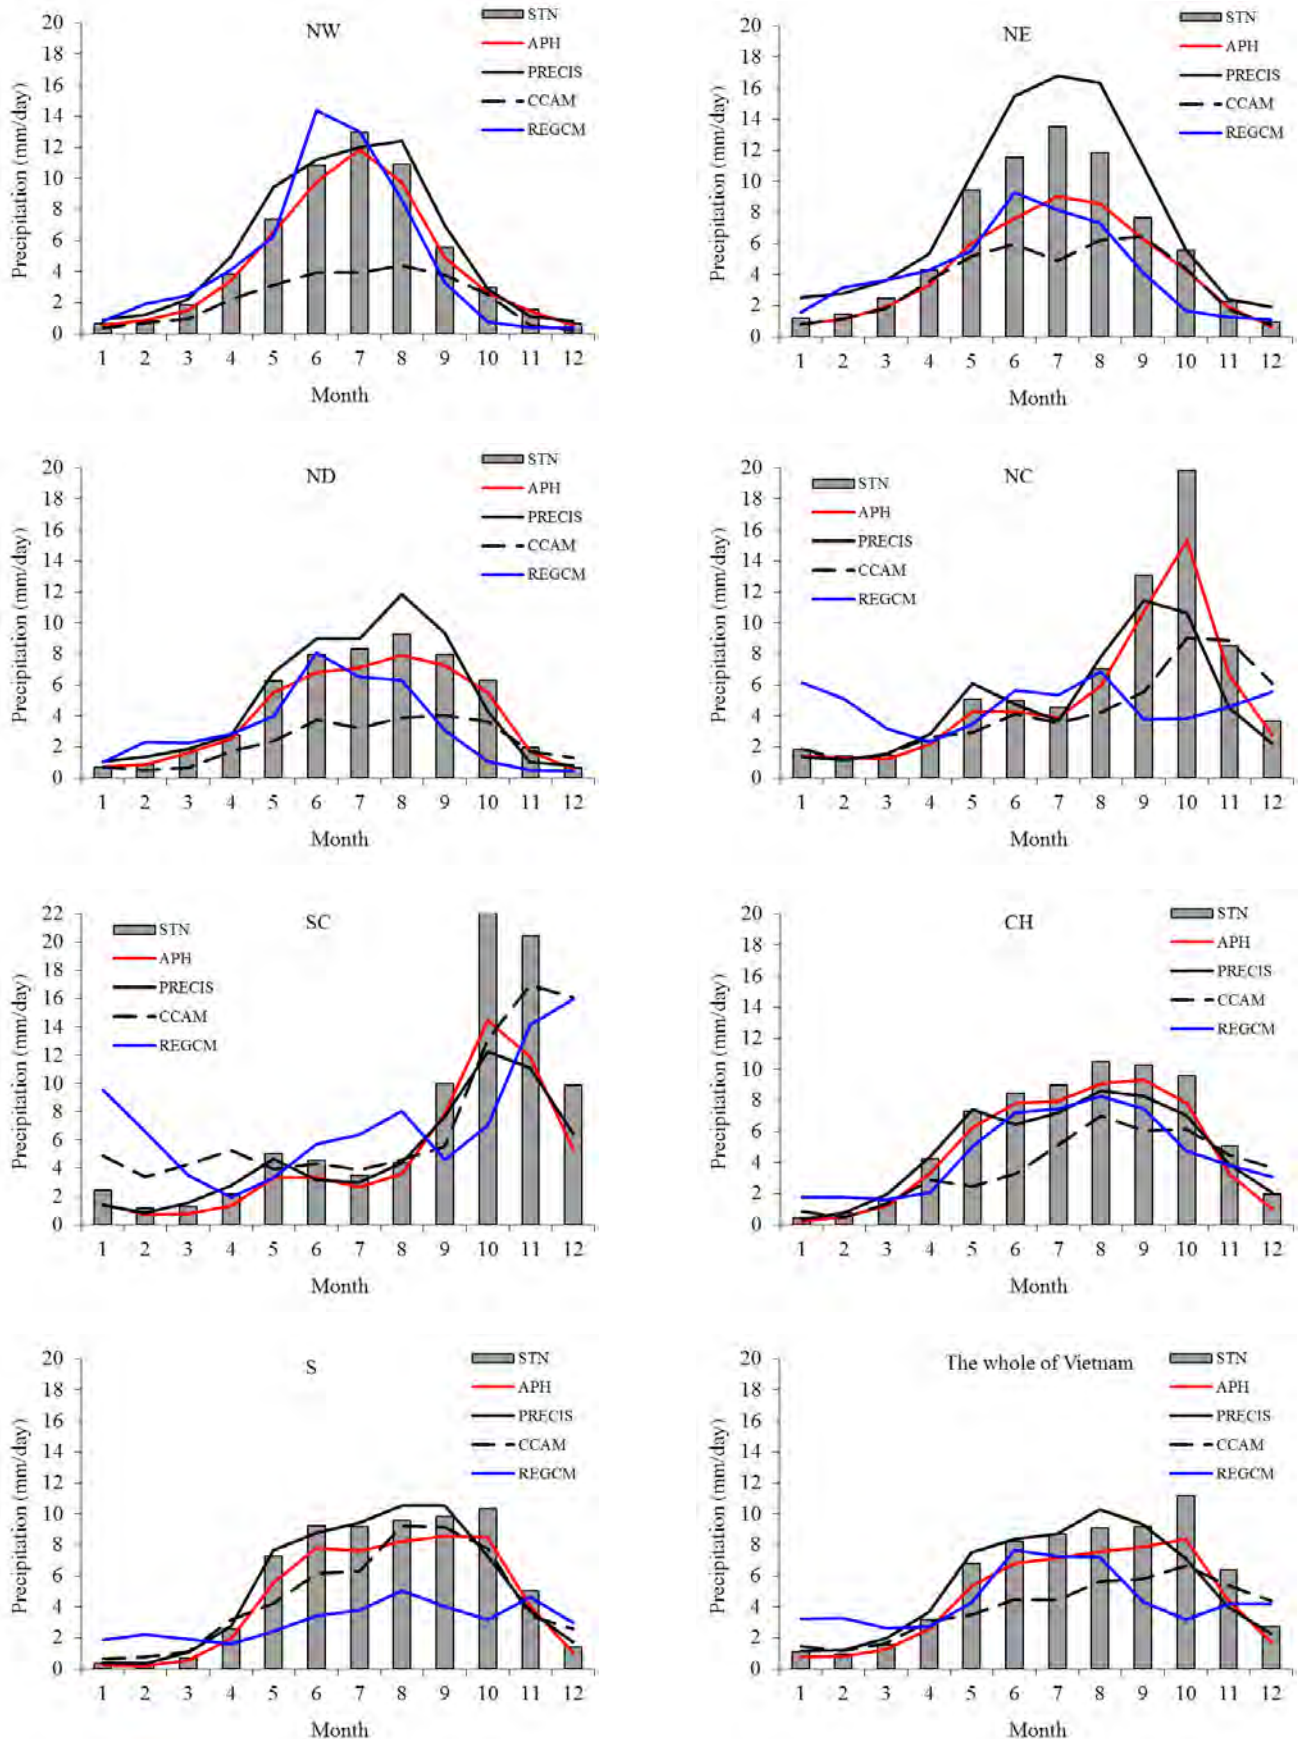 NW
STN
APH
PRECIS
CCAM
REGCM
Precipitation (mm/day)
20
18
16
14
12
10
8
6
4
2
0
1 2 3 4 5 6 7 8 9 10 11 12
Month
NE
STN
APH
PRECIS
CCAM
REGCM
Precipitation (mm/day)
20
18
16
14
12
10
8
6
4
2
0
1 2 3 4 5 6 7 8 9 10 11 12
Month
ND
STN
APH
PRECIS
CCAM
REGCM
Precipitation (mm/day)
20
18
16
14
12
10
8
6
4
2
0
1 2 3 4 5 6 7 8 9 10 11 12
Month
NC
STN
APH
PRECIS
CCAM
REGCM
Precipitation (mm/day)
20
18
16
14
12
10
8
6
4
2
0
1 2 3 4 5 6 7 8 9 10 11 12
Month
SC
STN
APH
PRECIS
CCAM
REGCM
Precipitation (mm/day)
22
20
18
16
14
12
10
8
6
4
2
0
1 2 3 4 5 6 7 8 9 10 11 12
Month
CH
STN
APH
PRECIS
CCAM
REGCM
Precipitation (mm/day)
20
18
16
14
12
10
8
6
4
2
0
1 2 3 4 5 6 7 8 9 10 11 12
Month
S
STN
APH
PRECIS
CCAM
REGCM
Precipitation (mm/day)
20
18
16
14
12
10
8
6
4
2
0
1 2 3 4 5 6 7 8 9 10 11 12
Month
The whole of Vietnam
STN
APH
PRECIS
CCAM
REGCM
Precipitation (mm/day)
20
18
16
14
12
10
8
6
4
2
0
1 2 3 4 5 6 7 8 9 10 11 12
Month